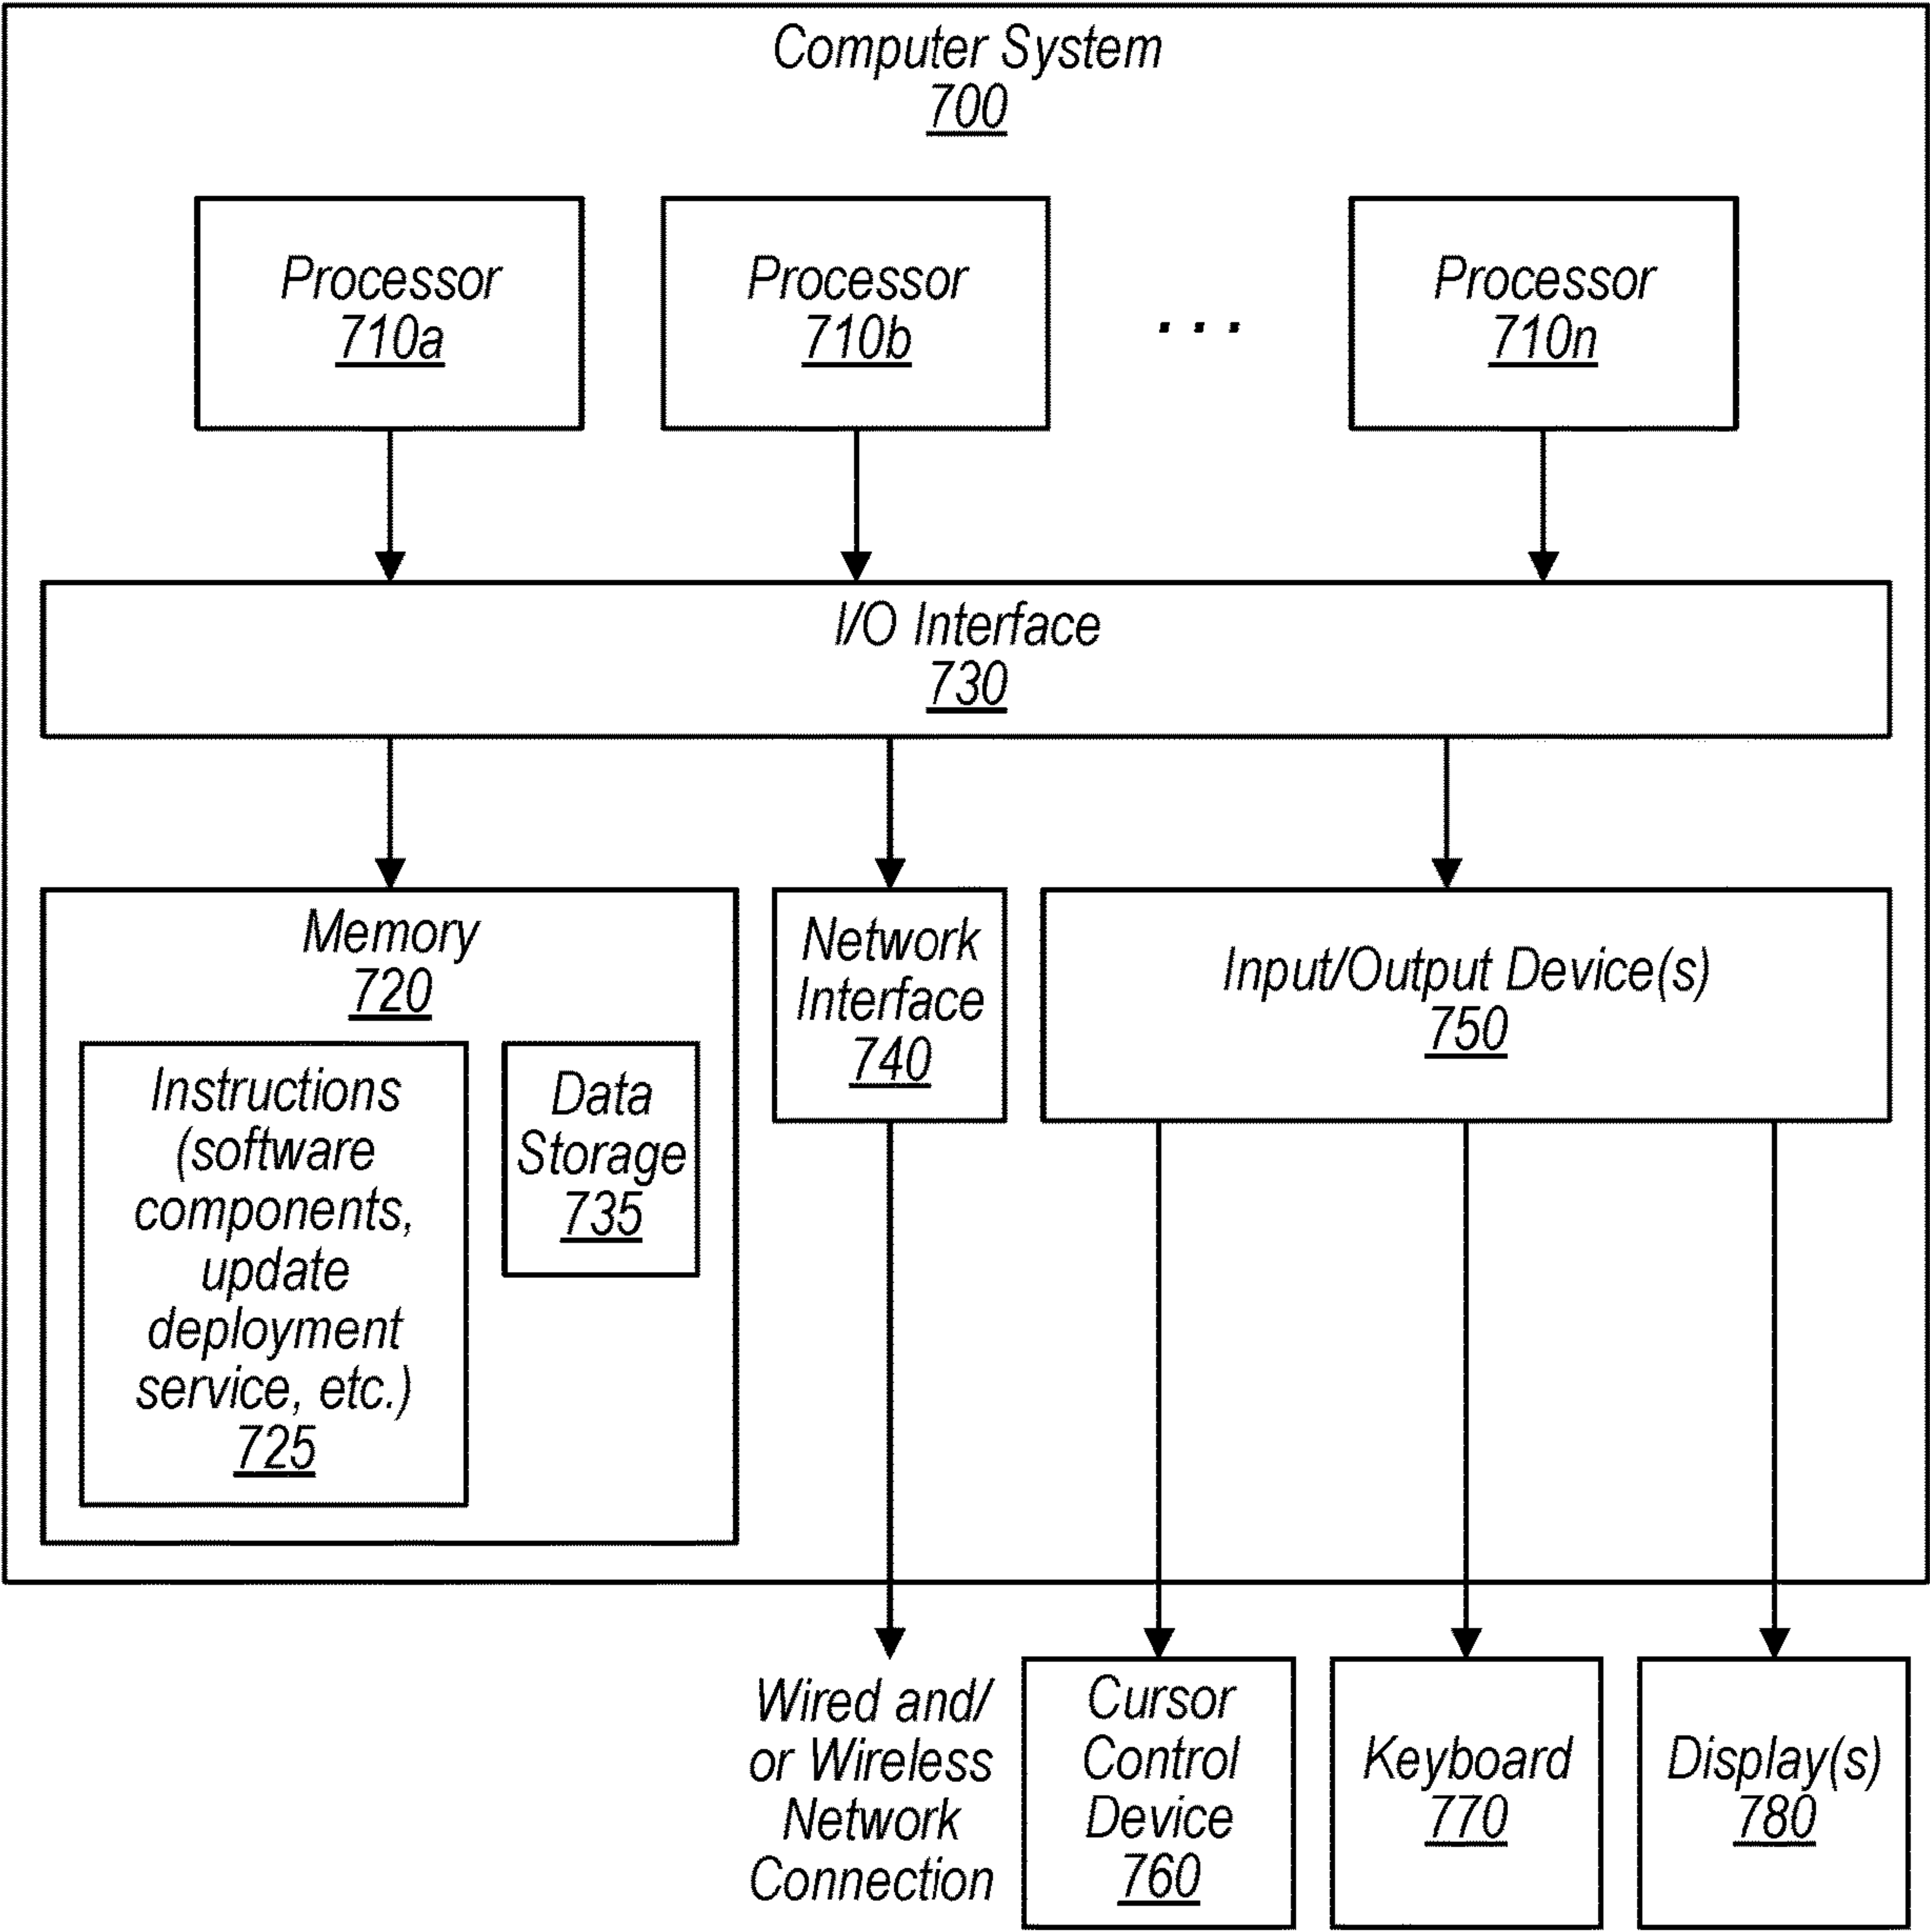 Computer System
700
Processor
710a
Processor
710b
. . .
Processor
710n
I/O Interface
730
Memory
720
Instructions
(software
components,
update
deployment
service, etc.)
725
Data
Storage
735
Network
Interface
740
Input/Output Device(s)
750
Wired and/
or Wireless
Network
Connection
Cursor
Control
Device
760
Keyboard
770
Display(s)
780